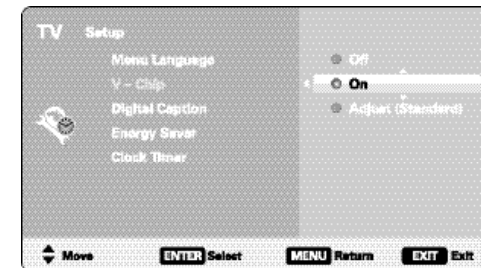 TV Setup
Menu Language
V - Chip
Digital Caption
Energy Saver
Clock Timer
Off
On
Adjust (Standard)
Move ENTER Select MENU Return EXIT Exit